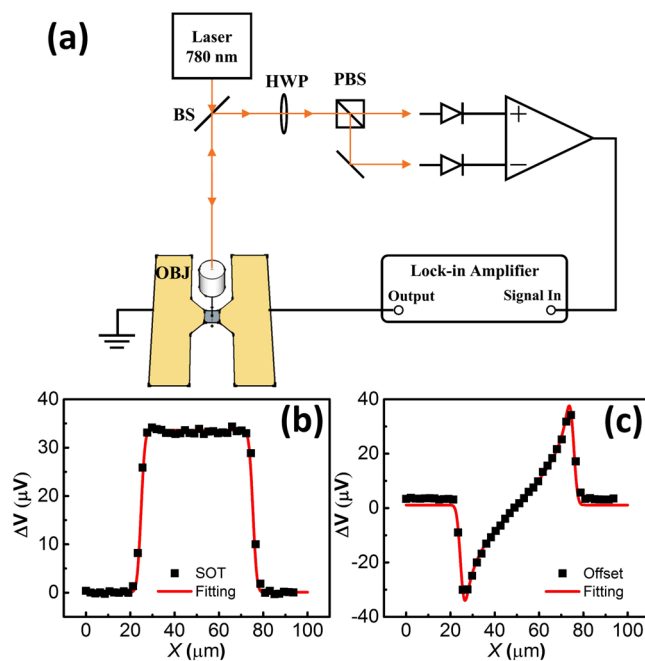 (a)
Laser
780 nm
HWP
PBS
BS
+
−
OBJ
Lock-in Amplifier
Output
Signal In
(b)
ΔV (μV)
40
30
20
10
0
SOT
Fitting
0 20 40 60 80 100
X (μm)
(c)
ΔV (μV)
40
20
0
-20
-40
Offset
Fitting
0 20 40 60 80 100
X (μm)